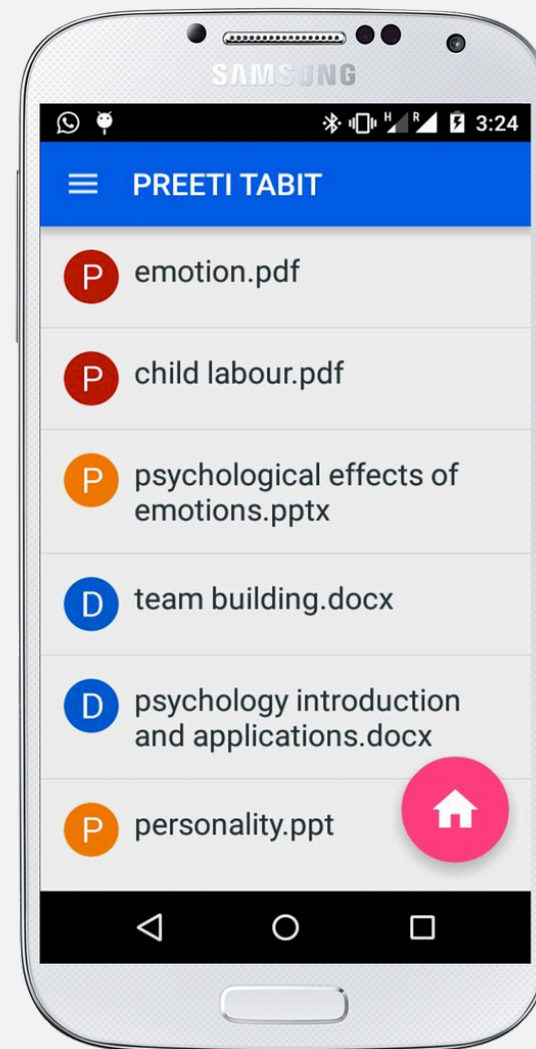 SAMSUNG
H R 3:24
PREETI TABIT
P emotion.pdf
P child labour.pdf
P psychological effects of
emotions.pptx
D team building.docx
D psychology introduction
and applications.docx
P personality.ppt